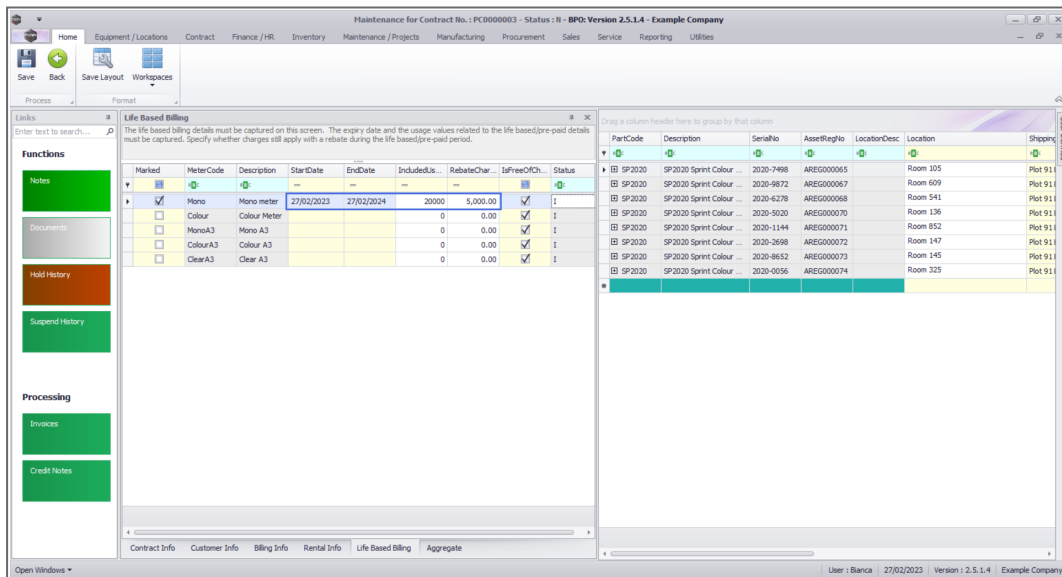 Maintenance for Contract No. : PC0000003 - Status : N - BPO: Version 2.5.1.4 - Example Company
Home Equipment / Locations Contract Finance / HR Inventory Maintenance / Projects Manufacturing Procurement Sales Service Reporting Utilities
Save Back Save Layout Workspaces
Process Format
Links
Enter text to search...
Functions
Notes
Documents
Hold History
Suspend History
Processing
Invoices
Credit Notes
Life Based Billing
The life based billing details must be captured on this screen. The expiry date and the usage values related to the life based/pre-paid details
must be captured. Specify whether charges still apply with a rebate during the life based/pre-paid period.
Marked MeterCode Description StartDate EndDate IndudedUs... RebateChar... IsFreeOfCh... Status
Mono Mono meter 27/02/2023 27/02/2024 20000 5,000.00 I
Colour Colour Meter 0 0.00 I
MonoA3 Mono A3 0 0.00 I
ColourA3 Colour A3 0 0.00 I
ClearA3 Clear A3 0 0.00 I
Contract Info Customer Info Billing Info Rental Info Life Based Billing Aggregate
Drag a column header here to group by that column
PartCode Description SerialNo AssetRegNo LocationDesc Location Shipping
SP2020 SP2020 Sprint Colour ... 2020-7498 AREG000065 Room 105 Plot 911
SP2020 SP2020 Sprint Colour ... 2020-9872 AREG000067 Room 609 Plot 911
SP2020 SP2020 Sprint Colour ... 2020-6278 AREG000068 Room 541 Plot 911
SP2020 SP2020 Sprint Colour ... 2020-5020 AREG000070 Room 136 Plot 911
SP2020 SP2020 Sprint Colour ... 2020-1144 AREG000071 Room 852 Plot 911
SP2020 SP2020 Sprint Colour ... 2020-2698 AREG000072 Room 147 Plot 911
SP2020 SP2020 Sprint Colour ... 2020-8652 AREG000073 Room 145 Plot 911
SP2020 SP2020 Sprint Colour ... 2020-0056 AREG000074 Room 325 Plot 911
Open Windows User : Bianca 27/02/2023 Version : 2.5.1.4 Example Company